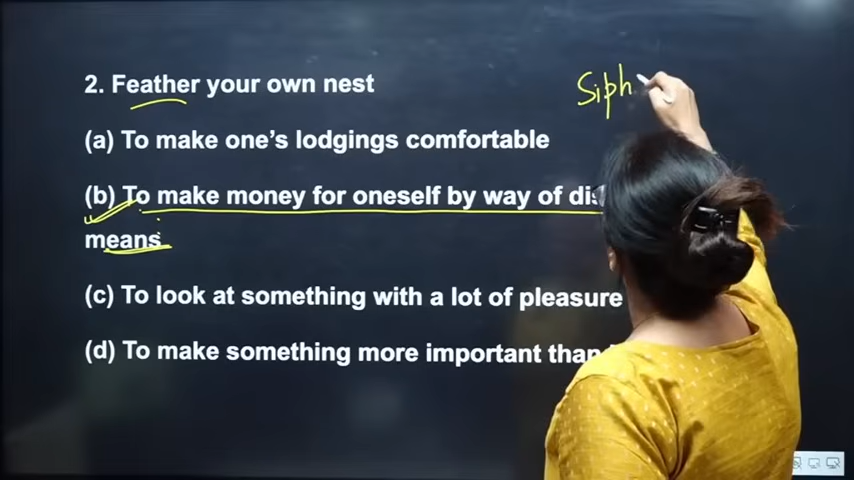 2. Feather your own nest
Siph
(a) To make one's lodgings comfortable
(b) To make money for oneself by way of
means
(c) To look at something with a lot of pleasure
(d) To make something more important than